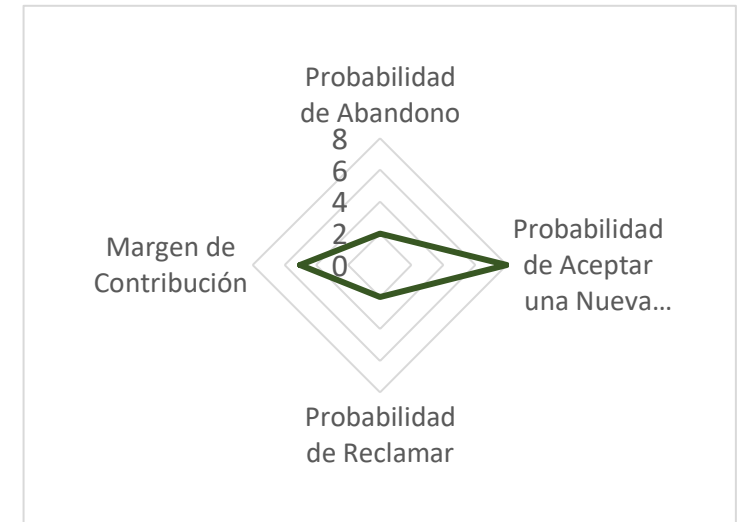 Probabilidad
de Abandono
8
6
4
2
0
Probabilidad
de Aceptar
una Nueva...
Probabilidad
de Reclamar
Margen de
Contribución